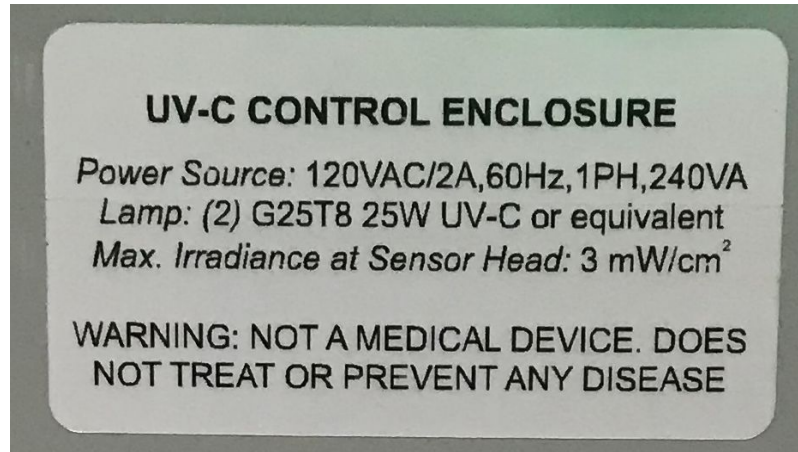 UV-C CONTROL ENCLOSURE
Power Source: 120VAC/2A,60Hz,1PH,240VA
Lamp: (2) G25T8 25W UV-C or equivalent
Max. Irradiance at Sensor Head: 3 mW/cm²
WARNING: NOT A MEDICAL DEVICE. DOES
NOT TREAT OR PREVENT ANY DISEASE